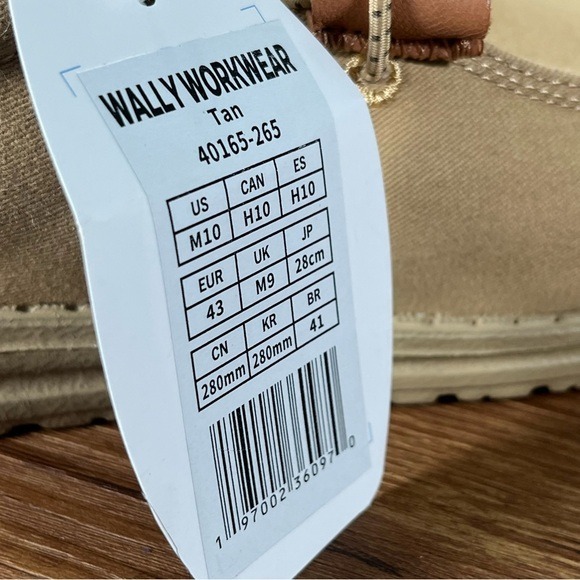 WALLY WORKWEAR
Tan
40165-265
US CAN ES
M10 H10 H10
EUR UK JP
43 M9 28cm
CN KR BR
280mm 280mm 41
1 97002 36097 0